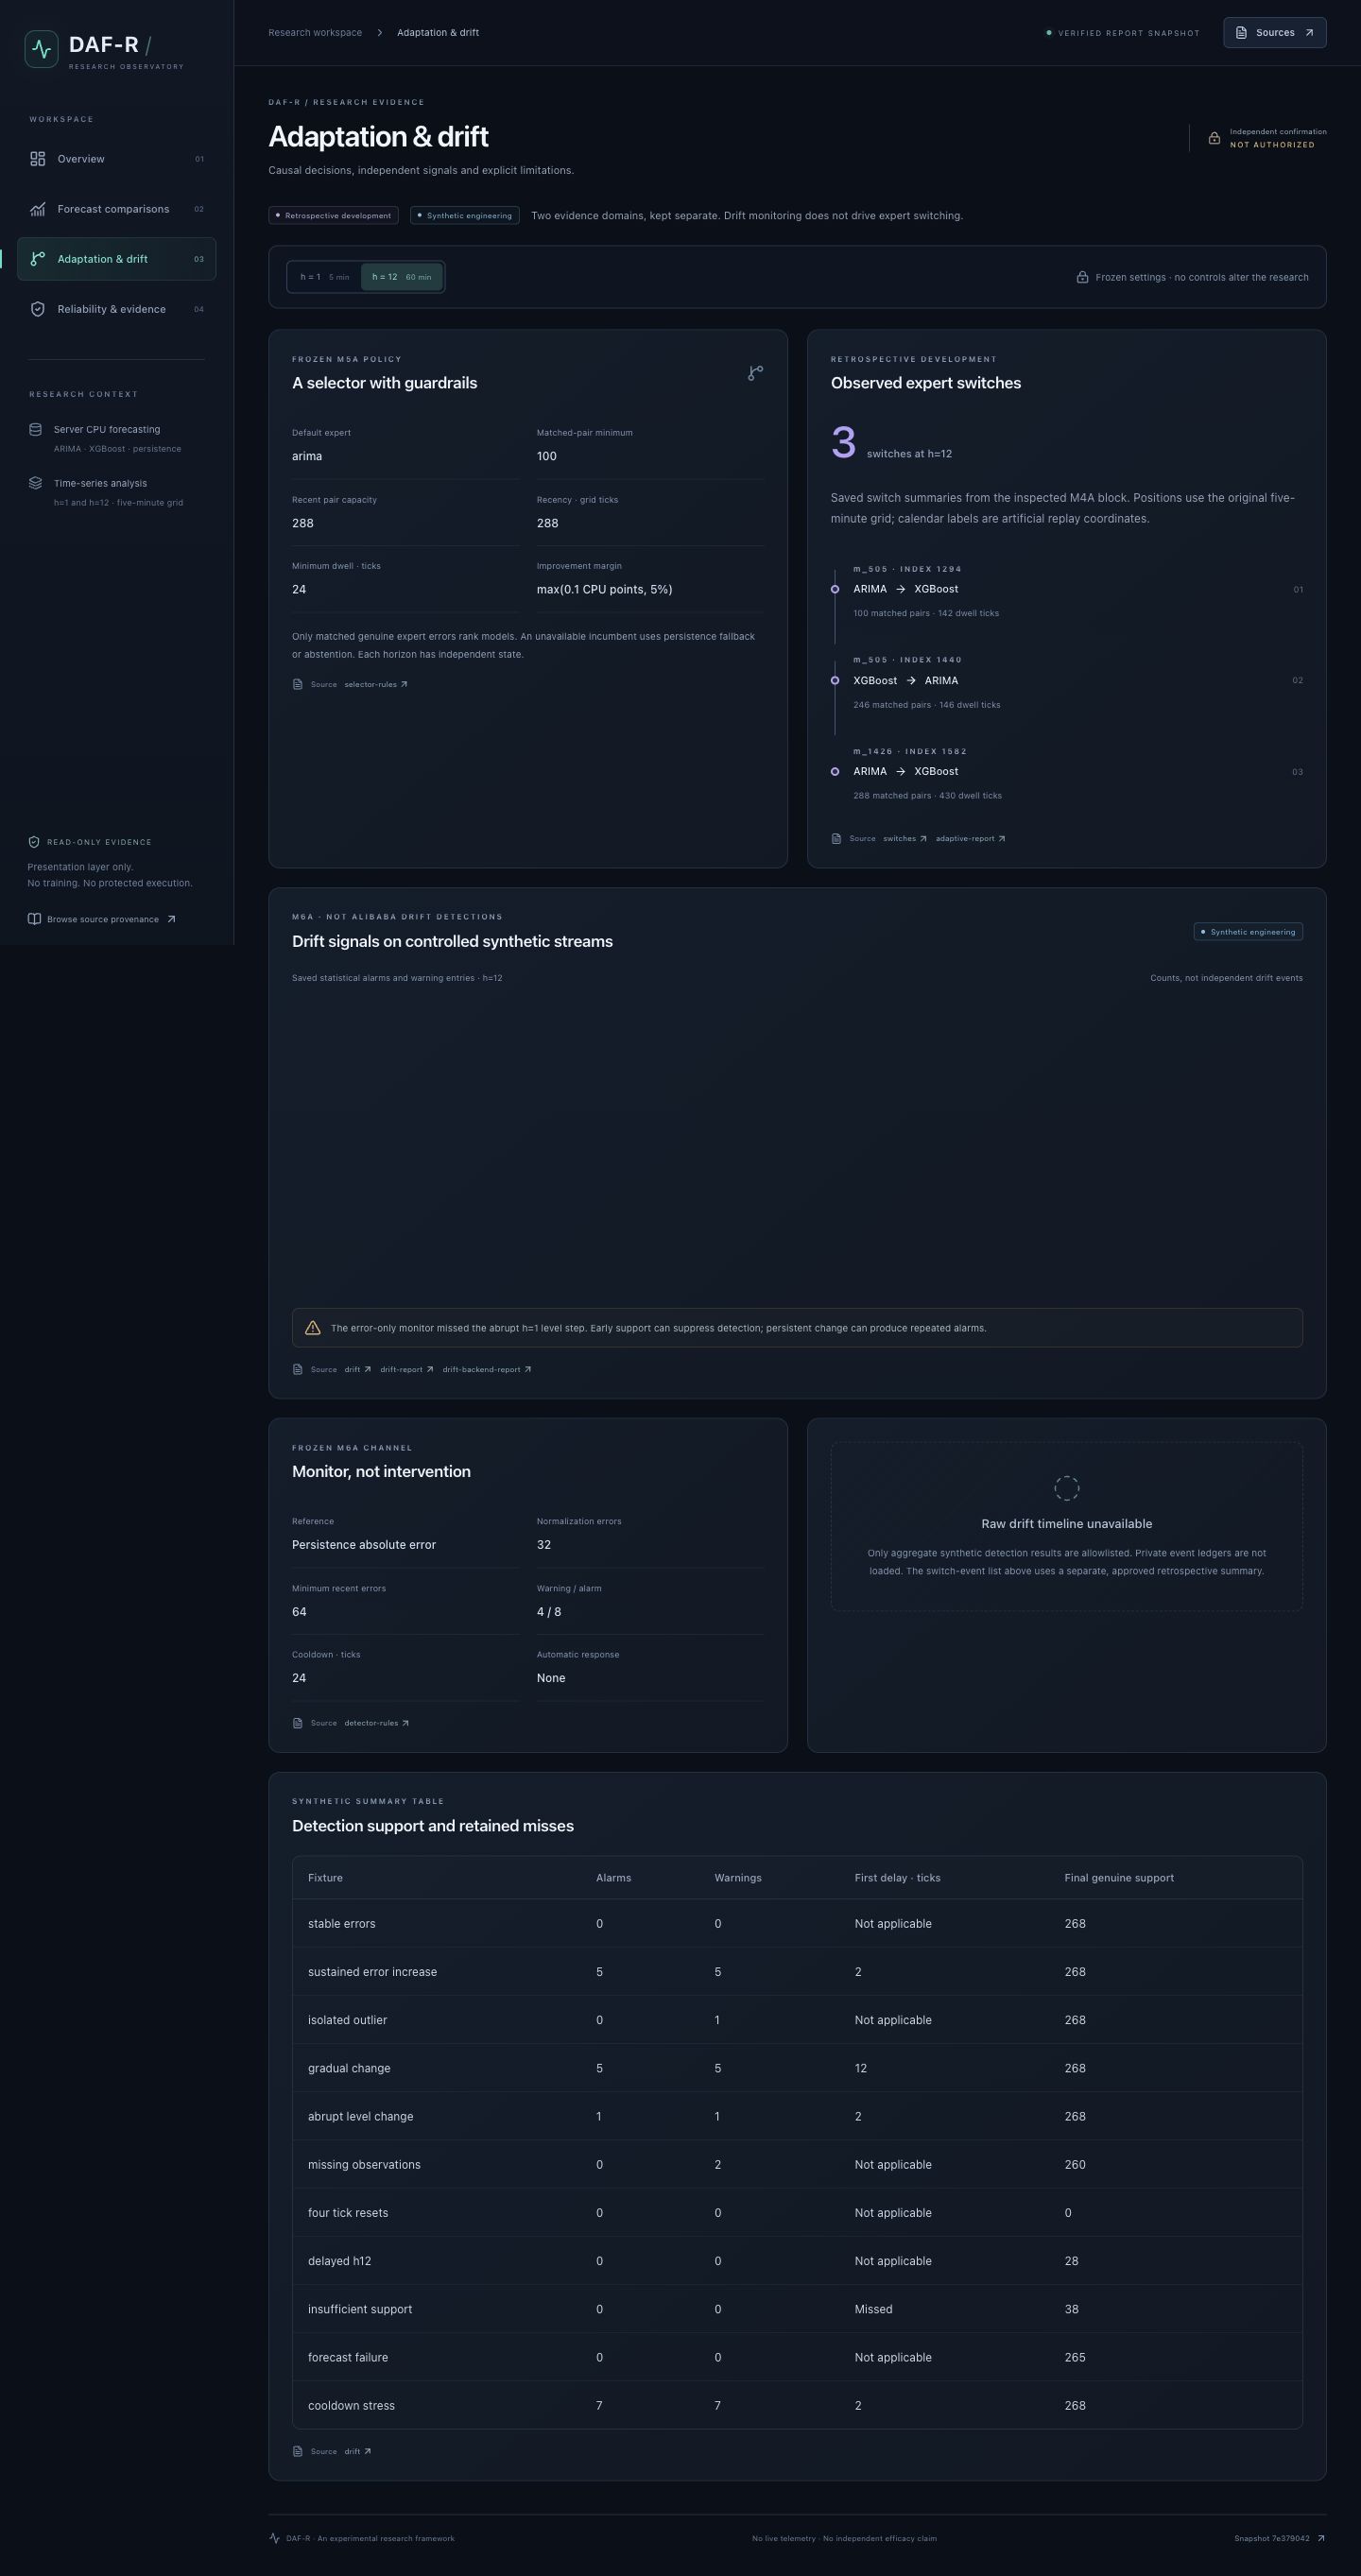 DAF-R /
RESEARCH OBSERVATORY
WORKSPACE
Overview 01
Forecast comparisons 02
Adaptation & drift 03
Reliability & evidence 04
RESEARCH CONTEXT
Server CPU forecasting
ARIMA · XGBoost · persistence
Time-series analysis
h=1 and h=12 · five-minute grid
READ-ONLY EVIDENCE
Presentation layer only.
No training. No protected execution.
Browse source provenance
Research workspace > Adaptation & drift
VERIFIED REPORT SNAPSHOT
Sources
DAF-R / RESEARCH EVIDENCE
Adaptation & drift
Causal decisions, independent signals and explicit limitations.
Independent confirmation
NOT AUTHORIZED
Retrospective development
Synthetic engineering
Two evidence domains, kept separate. Drift monitoring does not drive expert switching.
h = 1 5 min
h = 12 60 min
Frozen settings · no controls alter the research
FROZEN M5A POLICY
A selector with guardrails
Default expert
arima
Matched-pair minimum
100
Recent pair capacity
288
Recency · grid ticks
288
Minimum dwell · ticks
24
Improvement margin
max(0.1 CPU points, 5%)
Only matched genuine expert errors rank models. An unavailable incumbent uses persistence fallback
or abstention. Each horizon has independent state.
Source selector-rules
RETROSPECTIVE DEVELOPMENT
Observed expert switches
3 switches at h=12
Saved switch summaries from the inspected M4A block. Positions use the original five-
minute grid; calendar labels are artificial replay coordinates.
m_505 · INDEX 1294
ARIMA → XGBoost 01
100 matched pairs · 142 dwell ticks
m_505 · INDEX 1440
XGBoost → ARIMA 02
246 matched pairs · 146 dwell ticks
m_1426 · INDEX 1582
ARIMA → XGBoost 03
288 matched pairs · 430 dwell ticks
Source switches adaptive-report
M6A · NOT ALIBABA DRIFT DETECTIONS
Drift signals on controlled synthetic streams
Synthetic engineering
Saved statistical alarms and warning entries · h=12
Counts, not independent drift events
The error-only monitor missed the abrupt h=1 level step. Early support can suppress detection; persistent change can produce repeated alarms.
Source drift drift-report drift-backend-report
FROZEN M6A CHANNEL
Monitor, not intervention
Reference
Persistence absolute error
Normalization errors
32
Minimum recent errors
64
Warning / alarm
4 / 8
Cooldown · ticks
24
Automatic response
None
Source detector-rules
Raw drift timeline unavailable
Only aggregate synthetic detection results are allowlisted. Private event ledgers are not
loaded. The switch-event list above uses a separate, approved retrospective summary.
SYNTHETIC SUMMARY TABLE
Detection support and retained misses
Fixture Alarms Warnings First delay · ticks Final genuine support
stable errors 0 0 Not applicable 268
sustained error increase 5 5 2 268
isolated outlier 0 1 Not applicable 268
gradual change 5 5 12 268
abrupt level change 1 1 2 268
missing observations 0 2 Not applicable 260
four tick resets 0 0 Not applicable 0
delayed h12 0 0 Not applicable 28
insufficient support 0 0 Missed 38
forecast failure 0 0 Not applicable 265
cooldown stress 7 7 2 268
Source drift
DAF-R · An experimental research framework
No live telemetry · No independent efficacy claim
Snapshot 7e379042